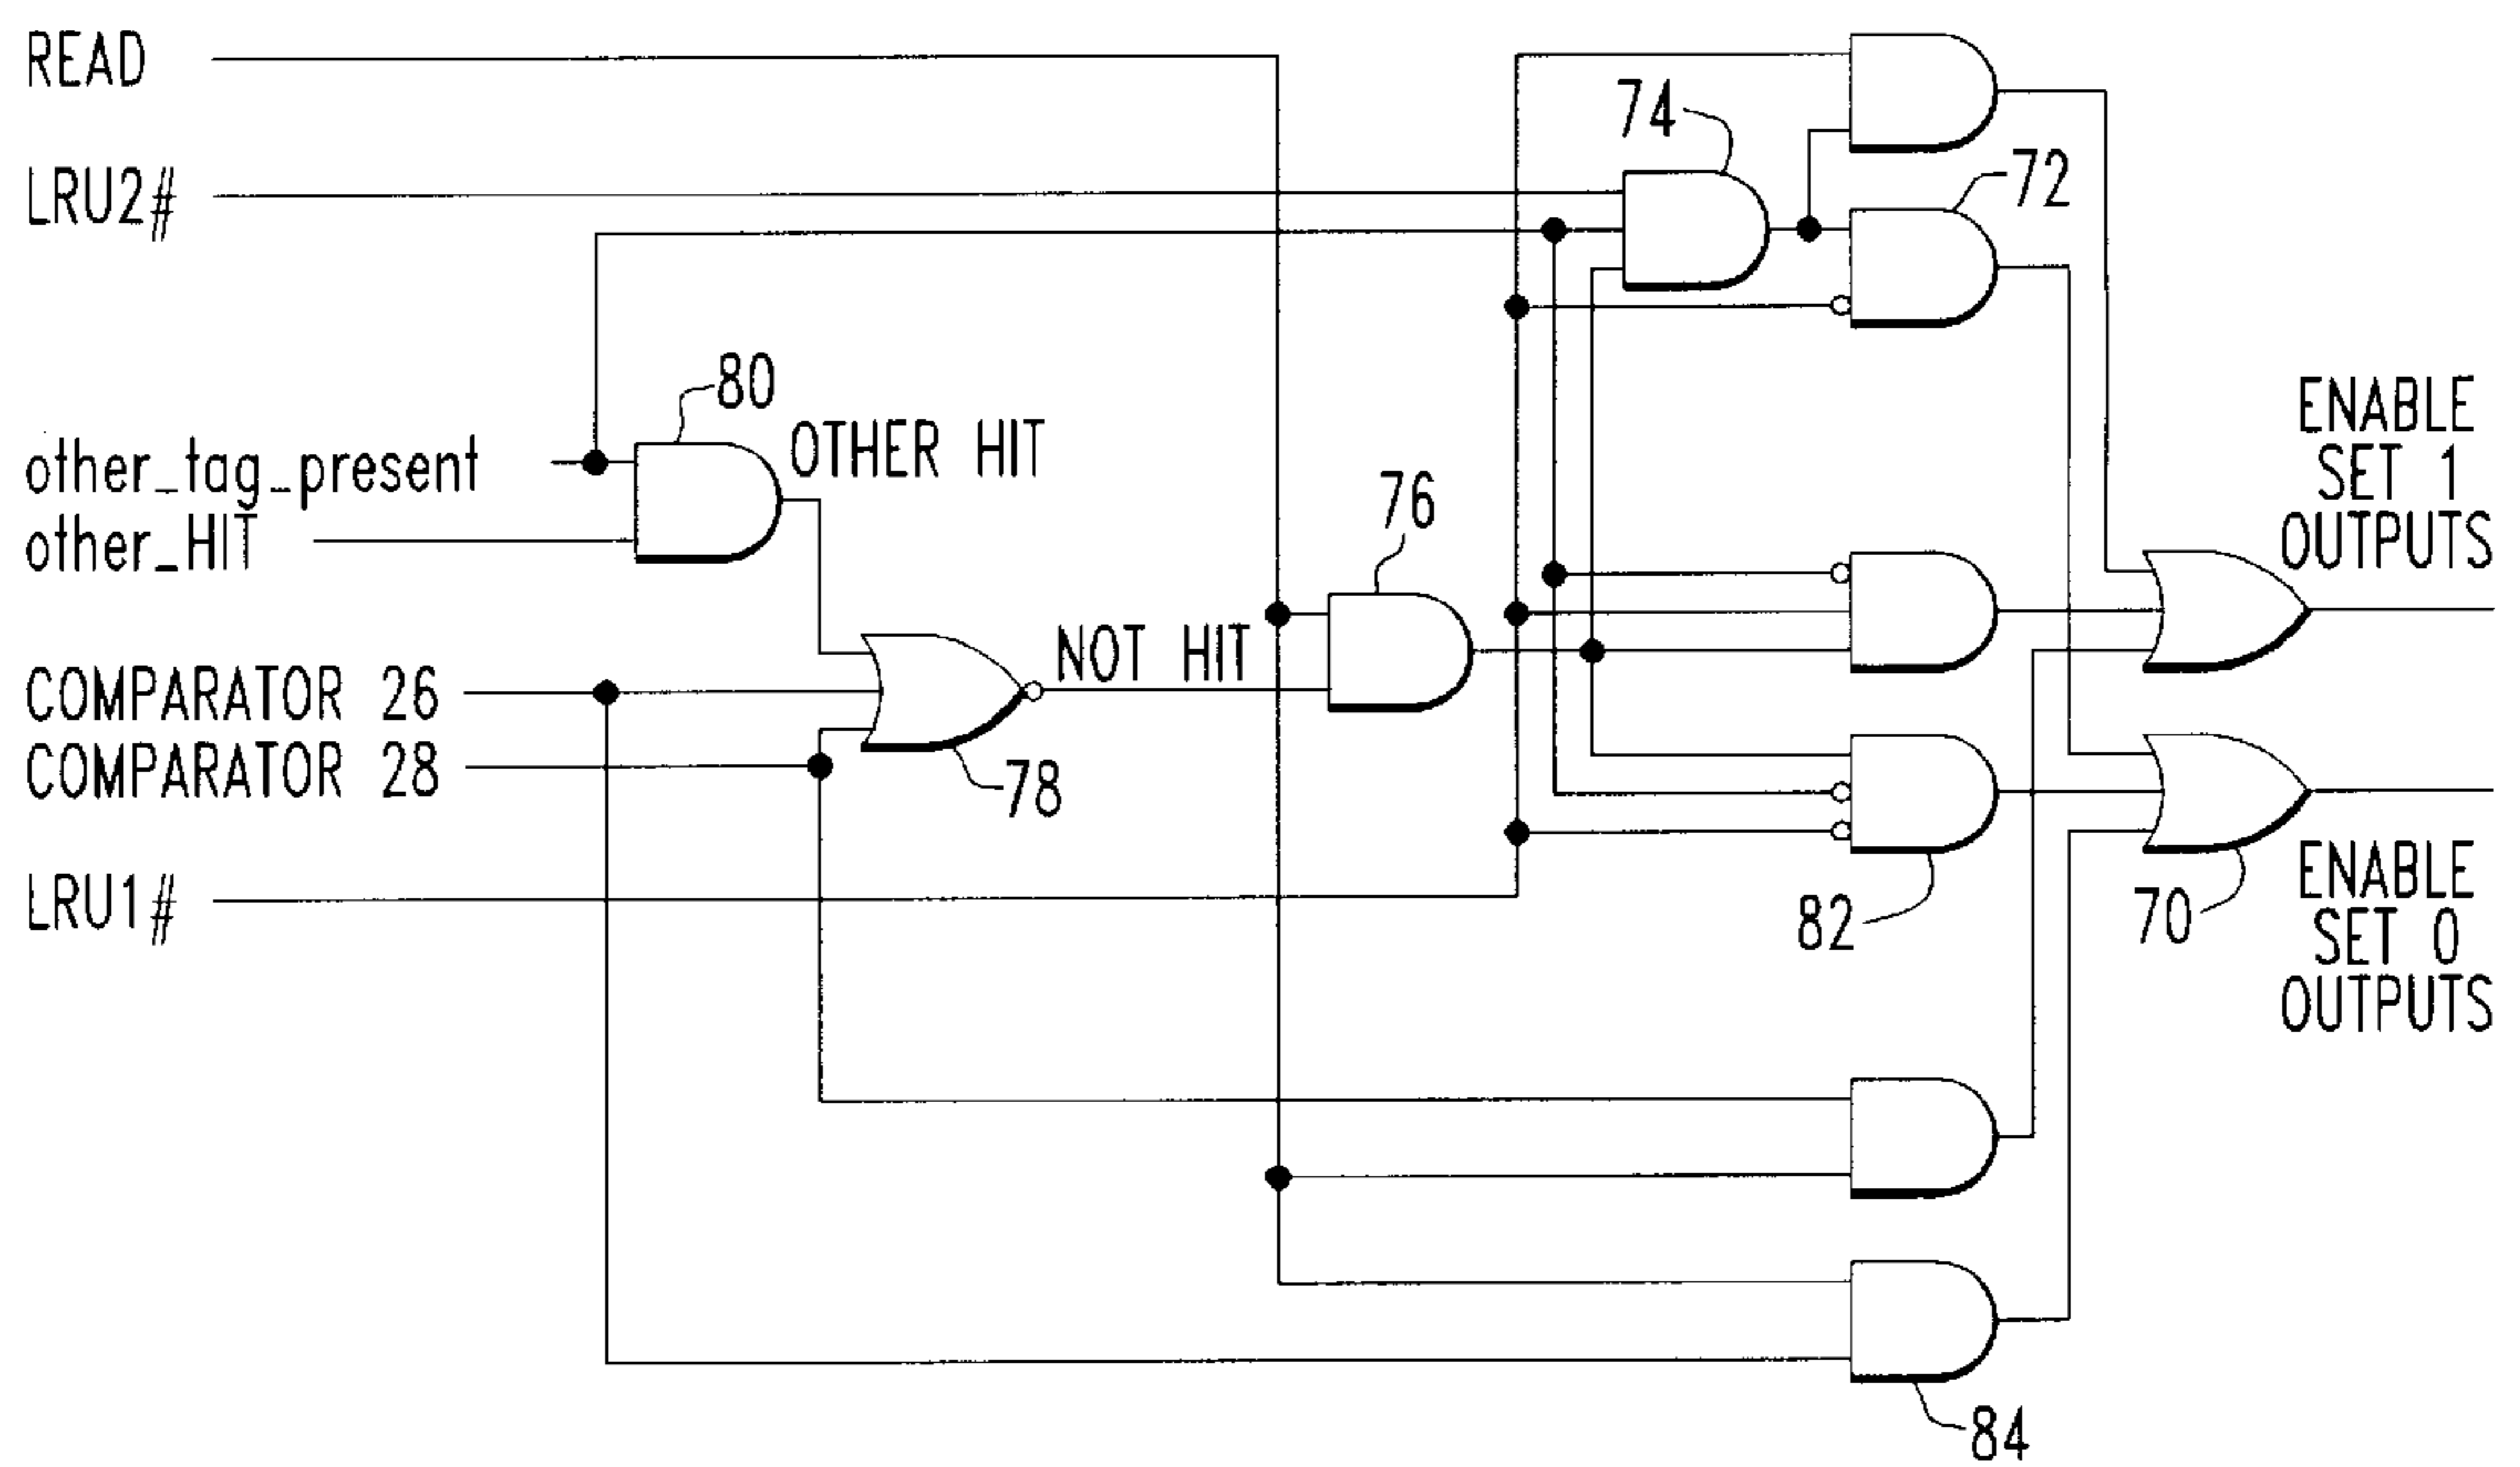 READ
74
LRU2#
72
80
OTHER HIT
other_tag_present
other_HIT
ENABLE
SET 1
OUTPUTS
76
NOT HIT
COMPARATOR 26
COMPARATOR 28
78
LRU1#
82
70
ENABLE
SET 0
OUTPUTS
84